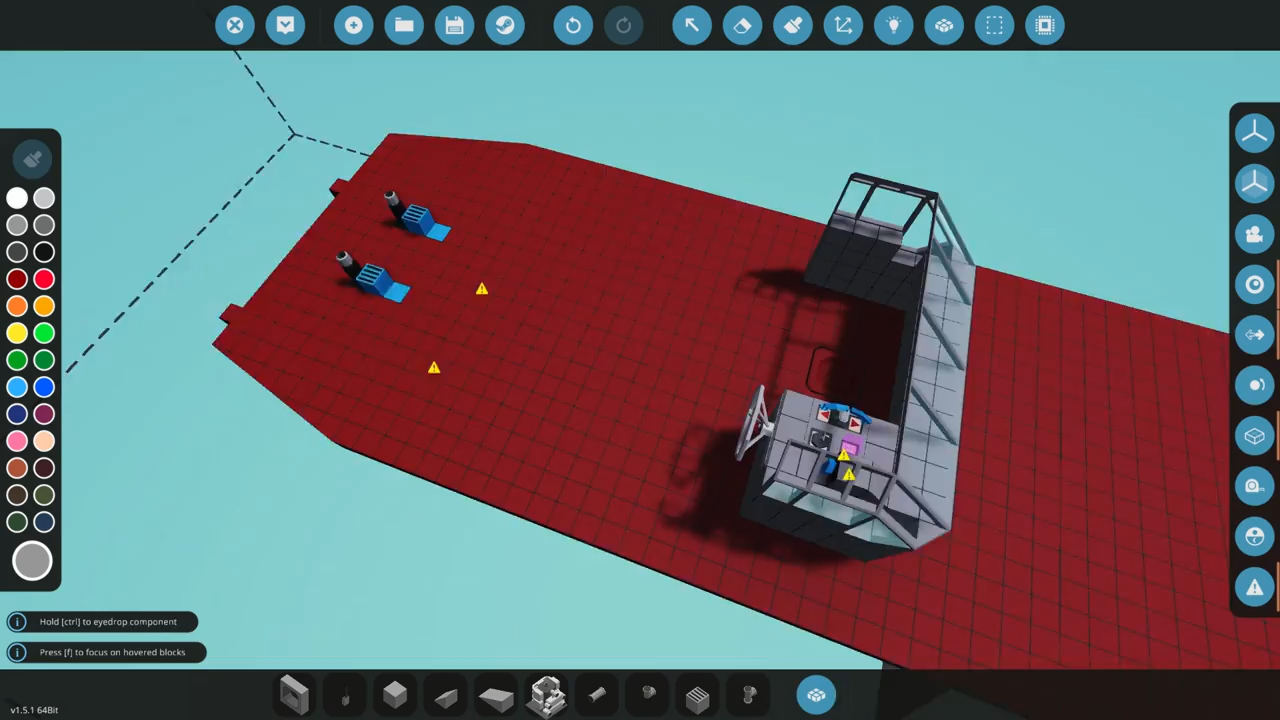 Hold [ctrl] to eyedrop component
Press [f] to focus on hovered blocks
v1.5.1 64Bit